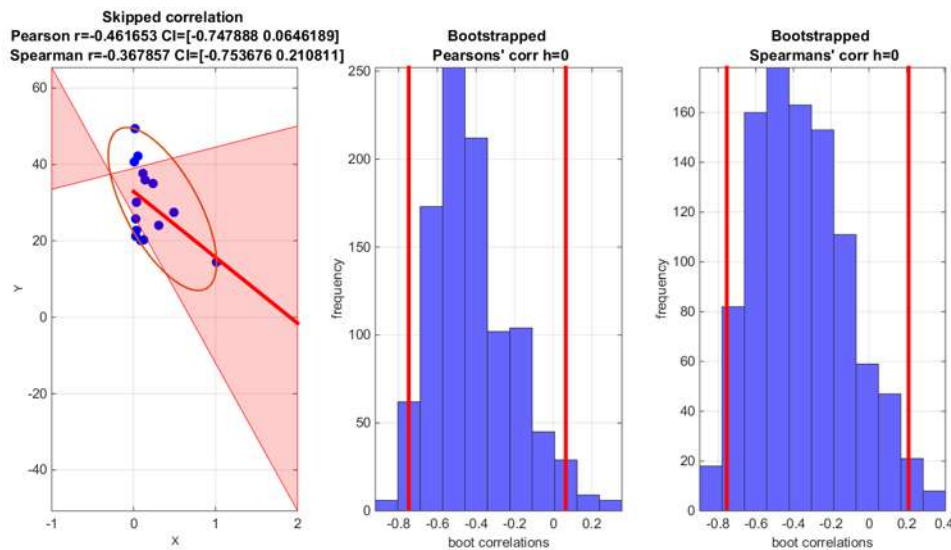 Skipped correlation
Pearson r=-0.461653 CI=[-0.747888 0.0646189]
Spearman r=-0.367857 CI=[-0.753676 0.210811]
60
40
20
0
-20
-40
Y
-1
0
1
2
X
Bootstrapped
Pearsons' corr h=0
250
200
150
100
50
0
frequency
-0.8 -0.6 -0.4 -0.2 0 0.2
boot correlations
Bootstrapped
Spearmans' corr h=0
160
140
120
100
80
60
40
20
0
frequency
-0.8 -0.6 -0.4 -0.2 0 0.2 0.4
boot correlations